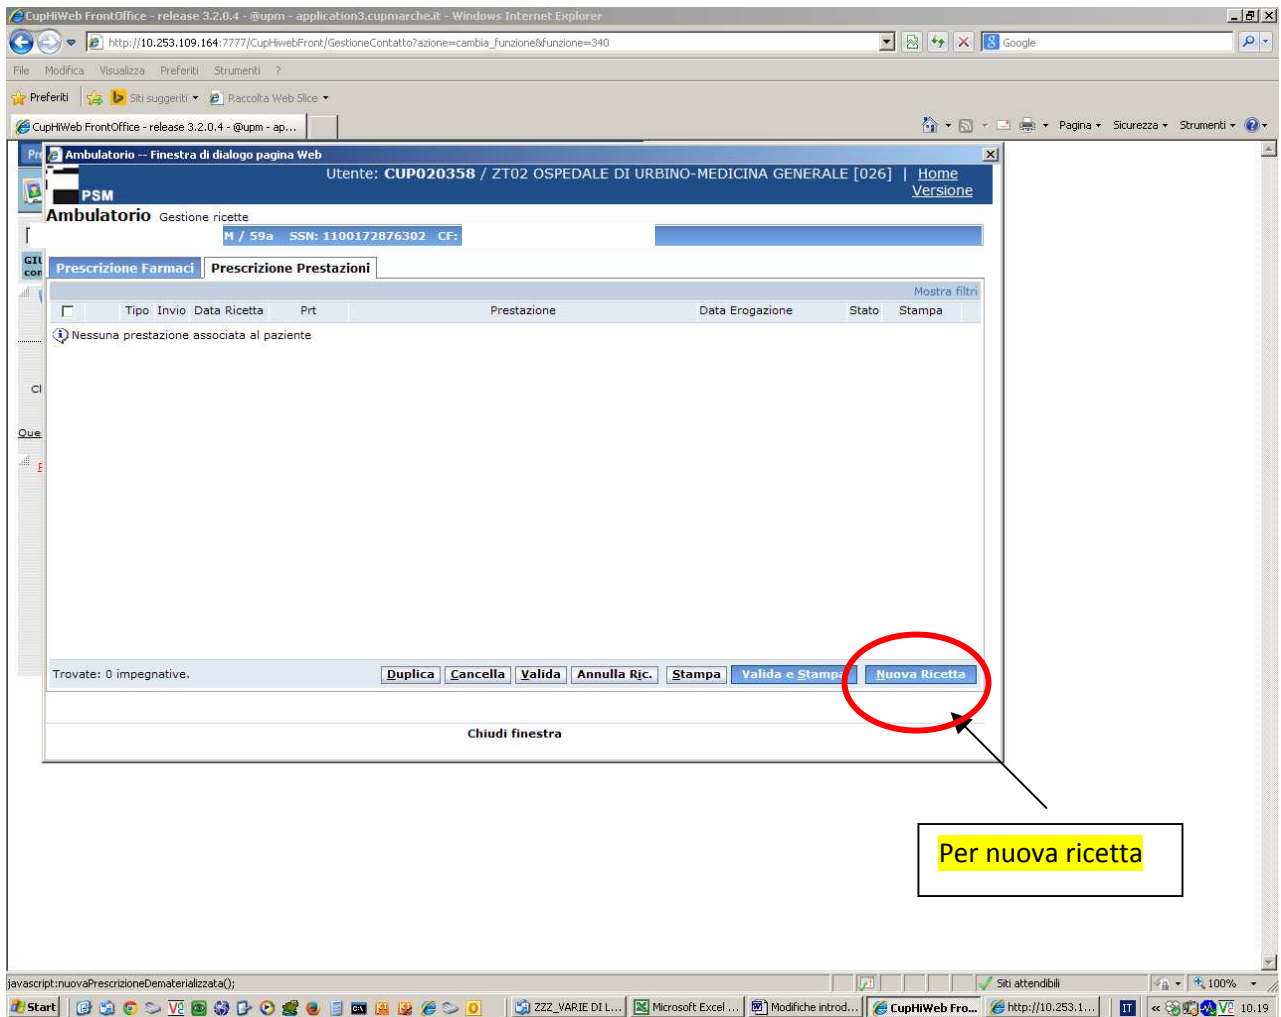 CupHiWeb FrontOffice - release 3.2.0.4 - @upm - application3.cupmarche.it - Windows Internet Explorer
http://10.253.109.164:7777/CupHiwebFront/GestioneContatto?azione=cambia_funzione&funzione=340
Google
File Modifica Visualizza Preferiti Strumenti ?
Preferiti Siti suggeriti Raccolta Web Slice
CupHiWeb FrontOffice - release 3.2.0.4 - @upm - ap...
Pagina Sicurezza Strumenti
Ambulatorio -- Finestra di dialogo pagina Web
Utente: CUP020358 / ZT02 OSPEDALE DI URBINO-MEDICINA GENERALE [026] | Home
PSM Versione
Ambulatorio Gestione ricette
M / 59a SSN: 1100172876302 CF:
Prescrizione Farmaci Prescrizione Prestazioni
Mostra filtri
Tipo Invio Data Ricetta Prt Prestazione Data Erogazione Stato Stampa
Nessuna prestazione associata al paziente
Trovate: 0 impegnative. Duplica Cancella Valida Annulla Ric. Stampa Valida e Stampa Nuova Ricetta
Chiudi finestra
Per nuova ricetta
javascript:nuovaPrescrizioneDematerializzata();
Siti attendibili 100%
Start ZZZ_VARIE DI L... Microsoft Excel ... Modifiche introd... CupHiWeb Fro... http://10.253.1... IT 10.19